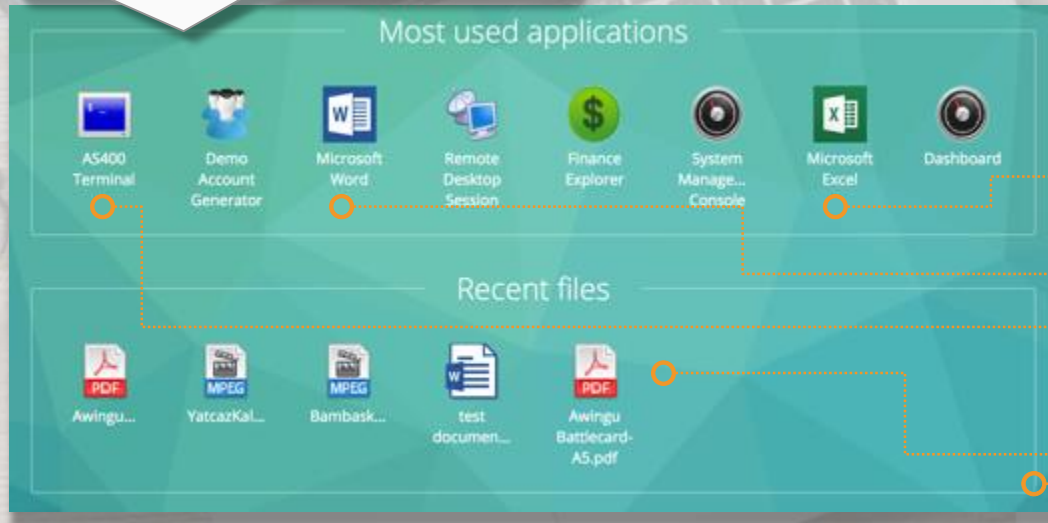 Most used applications
AS400
Terminal
Demo
Account
Generator
Microsoft
Word
Remote
Desktop
Session
Finance
Explorer
System
Manage...
Console
Microsoft
Excel
Dashboard
Recent files
PDF
Awingu...
MPEG
YatcazKal...
MPEG
Bambask...
test
documen...
PDF
Awingu
Battlecard-
A5.pdf